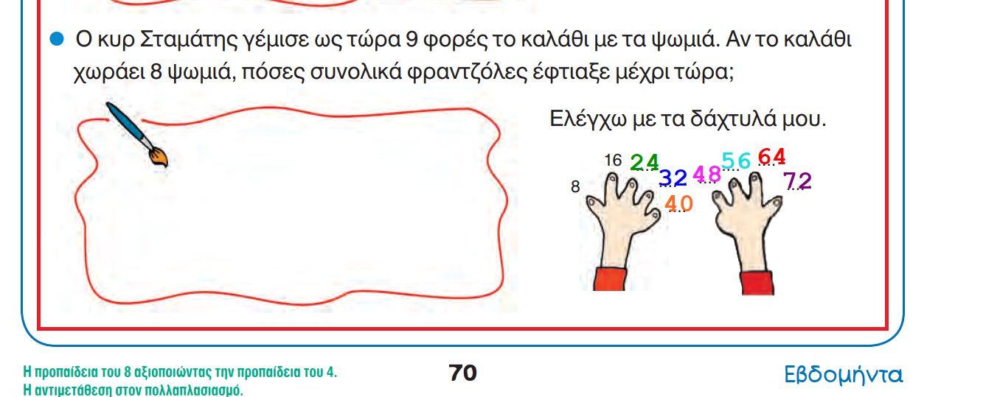 Ο κυρ Σταμάτης γέμισε ως τώρα 9 φορές το καλάθι με τα ψωμιά. Αν το καλάθι
χωράει 8 ψωμιά, πόσες συνολικά φραντζόλες έφτιαξε μέχρι τώρα;
Ελέγχω με τα δάχτυλά μου.
8 16 24 32 40 48 56 64 72
Η προπαίδεια του 8 αξιοποιώντας την προπαίδεια του 4.
Η αντιμετάθεση στον πολλαπλασιασμό.
70
Εβδομήντα